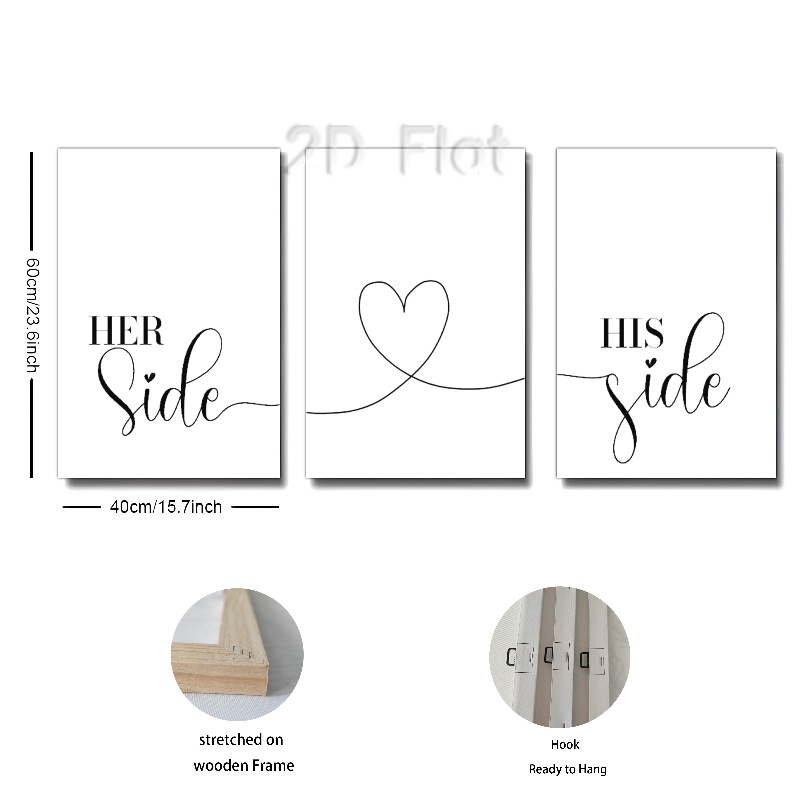 2D Flat
60cm/23.6inch
HER
Side
HIS
side
40cm/15.7inch
stretched on
wooden Frame
Hook
Ready to Hang